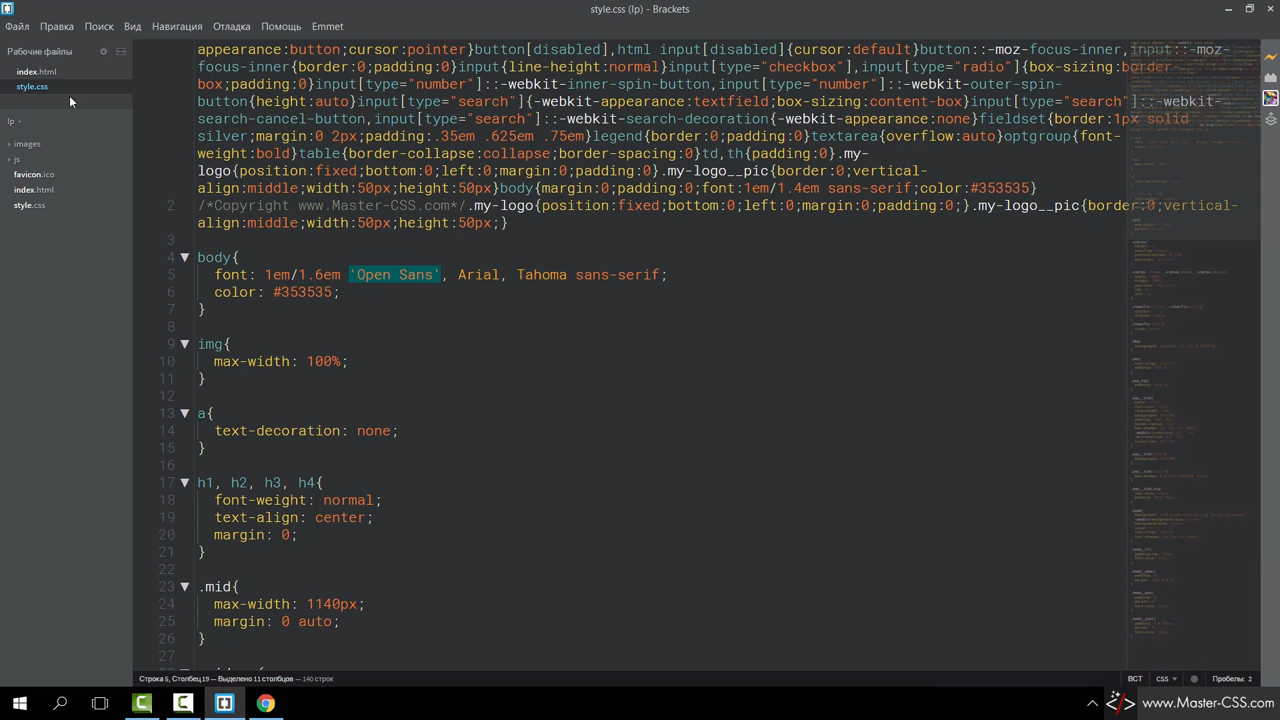 style.css (lp) - Brackets
Файл Правка Поиск Вид Навигация Отладка Помощь Emmet
Рабочие файлы
index.html
style.css
lp
images
js
favicon.ico
index.html
style.css
appearance:button;cursor:pointer}button[disabled],html input[disabled]{cursor:default}button::-moz-focus-inner,input::-moz-
focus-inner{border:0;padding:0}input{line-height:normal}input[type="checkbox"],input[type="radio"]{box-sizing:border-
box;padding:0}input[type="number"]::-webkit-inner-spin-button,input[type="number"]::-webkit-outer-spin-
button{height:auto}input[type="search"]{-webkit-appearance:textfield;box-sizing:content-box}input[type="search"]::-webkit-
search-cancel-button,input[type="search"]::-webkit-search-decoration{-webkit-appearance:none}fieldset{border:1px solid
silver;margin:0 2px;padding:.35em .625em .75em}legend{border:0;padding:0}textarea{overflow:auto}optgroup{font-
weight:bold}table{border-collapse:collapse;border-spacing:0}td,th{padding:0}.my-
logo{position:fixed;bottom:0;left:0;margin:0;padding:0}.my-logo__pic{border:0;vertical-
align:middle;width:50px;height:50px}body{margin:0;padding:0;font:1em/1.4em sans-serif;color:#353535}
2 /*Copyright www.Master-CSS.com*/.my-logo{position:fixed;bottom:0;left:0;margin:0;padding:0;}.my-logo__pic{border:0;vertical-
align:middle;width:50px;height:50px;}
3
4 body{
5 font: 1em/1.6em 'Open Sans', Arial, Tahoma sans-serif;
6 color: #353535;
7 }
8
9 img{
10 max-width: 100%;
11 }
12
13 a{
14 text-decoration: none;
15 }
16
17 h1, h2, h3, h4{
18 font-weight: normal;
19 text-align: center;
20 margin: 0;
21 }
22
23 .mid{
24 max-width: 1140px;
25 margin: 0 auto;
26 }
27
Строка 5, Столбец 19 — Выделено 11 столбцов — 140 строк
ВСТ CSS Пробелы: 2
www.Master-CSS.com